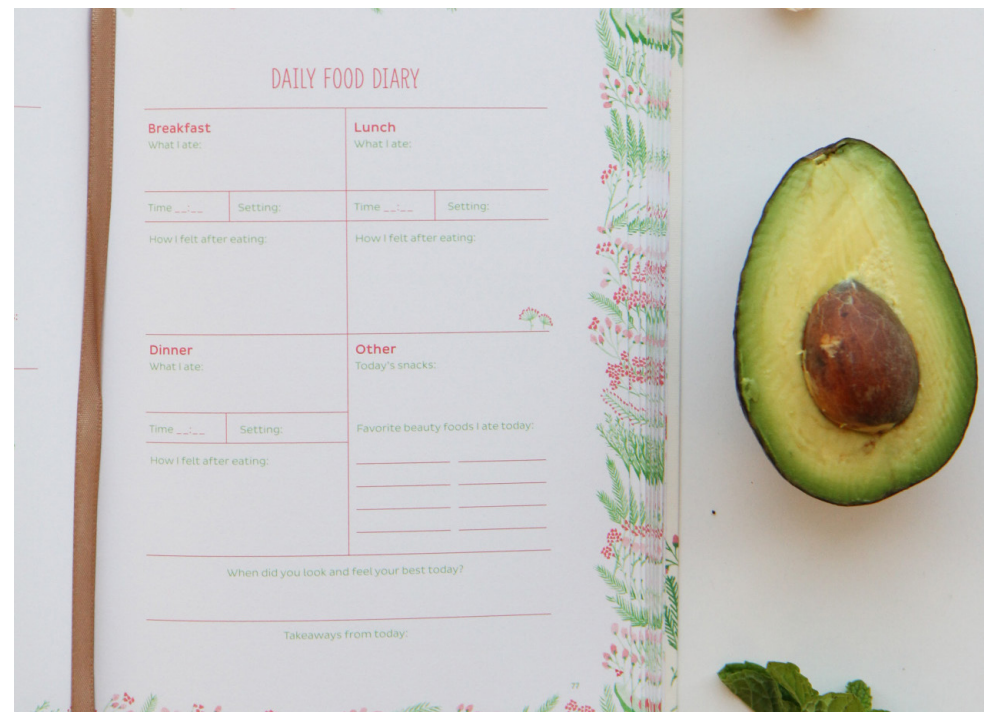 DAILY FOOD DIARY
Breakfast
What I ate:
Time __:__ Setting:
How I felt after eating:
Lunch
What I ate:
Time __:__ Setting:
How I felt after eating:
Dinner
What I ate:
Time __:__ Setting:
How I felt after eating:
Other
Today's snacks:
Favorite beauty foods I ate today:
When did you look and feel your best today?
Takeaways from today:
77